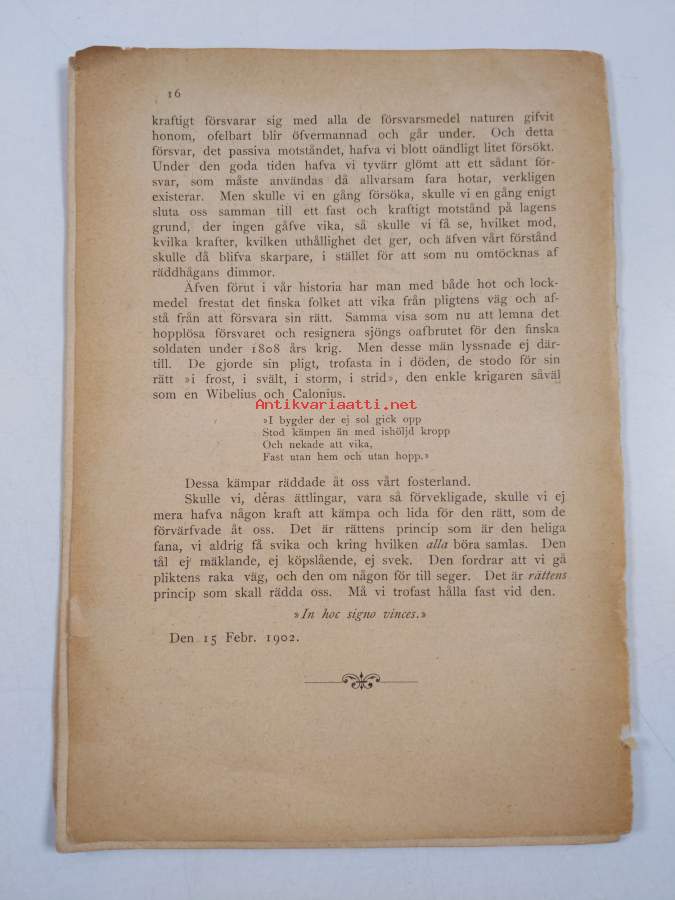 16
kraftigt försvarar sig med alla de försvarsmedel naturen gifvit
honom, ofelbart blir öfvermannad och går under. Och detta
försvar, det passiva motståndet, hafva vi blott oändligt litet försökt.
Under den goda tiden hafva vi tyvärr glömt att ett sådant för-
svar, som måste användas då allvarsam fara hotar, verkligen
existerar. Men skulle vi en gång försöka, skulle vi en gång enigt
sluta oss samman till ett fast och kraftigt motstånd på lagens
grund, der ingen gåfve vika, så skulle vi få se, hvilket mod,
kvilka krafter, kvilken uthållighet det ger, och äfven vårt förstånd
skulle då blifva skarpare, i stället för att som nu omtöcknas af
räddhågans dimmor.
Äfven förut i vår historia har man med både hot och lock-
medel frestat det finska folket att vika från pligtens väg och af-
stå från att försvara sin rätt. Samma visa som nu att lemna det
hopplösa försvaret och resignera sjöngs oafbrutet för den finska
soldaten under 1808 års krig. Men desse män lyssnade ej där-
till. De gjorde sin pligt, trofasta in i döden, de stodo för sin
rätt »i frost, i svält, i storm, i strid», den enkle krigaren såväl
som en Wibelius och Calonius.
Antikvariaatti.net
»I bygder der ej sol gick opp
Stod kämpen än med ishöljd kropp
Och nekade att vika,
Fast utan hem och utan hopp.»
Dessa kämpar räddade åt oss vårt fosterland.
Skulle vi, deras ättlingar, vara så förvekligade, skulle vi ej
mera hafva någon kraft att kämpa och lida för den rätt, som de
förvärfvade åt oss. Det är rättens princip som är den heliga
fana, vi aldrig få svika och kring hvilken alla böra samlas. Den
tål ej mäklande, ej köpslående, ej svek. Den fordrar att vi gå
pliktens raka väg, och den om någon för till seger. Det är rättens
princip som skall rädda oss. Må vi trofast hålla fast vid den.
»In hoc signo vinces.»
Den 15 Febr. 1902.